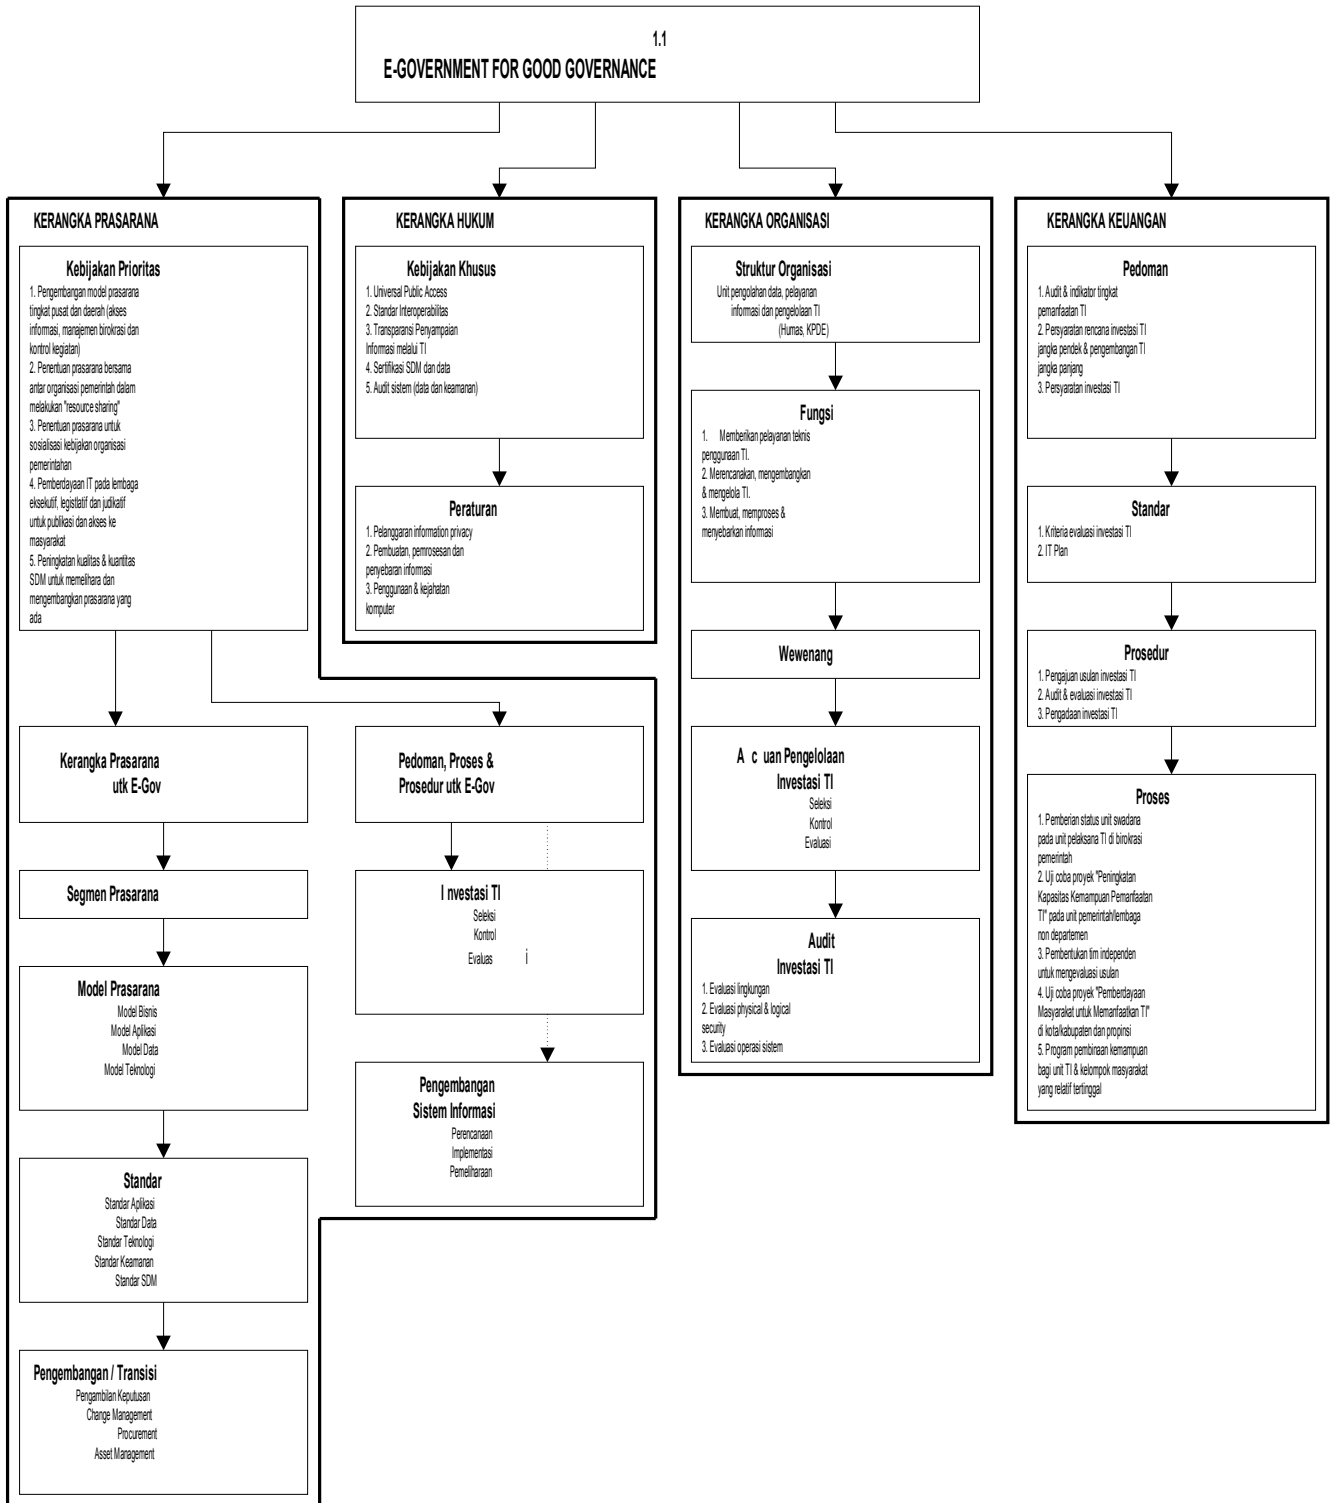 1.1
E-GOVERNMENT FOR GOOD GOVERNANCE
KERANGKA PRASARANA
Kebijakan Prioritas
1. Pengembangan model prasarana
tingkat pusat dan daerah (akses
informasi, manajemen birokrasi dan
kontrol kegiatan)
2. Penentuan prasarana bersama
antar organisasi pemerintah dalam
melakukan "resource sharing"
3. Penentuan prasarana untuk
sosialisasi kebijakan organisasi
pemerintahan
4. Pemberdayaan IT pada lembaga
eksekutif, legistlatif dan judikatif
untuk publikasi dan akses ke
masyarakat
5. Peningkatan kualitas & kuantitas
SDM untuk memelihara dan
mengembangkan prasarana yang
ada
Kerangka Prasarana
utk E-Gov
Segmen Prasarana
Model Prasarana
Model Bisnis
Model Aplikasi
Model Data
Model Teknologi
Standar
Standar Aplikasi
Standar Data
Standar Teknologi
Standar Keamanan
Standar SDM
Pengembangan / Transisi
Pengambilan Keputusan
Change Management
Procurement
Asset Management
Pedoman, Proses &
Prosedur utk E-Gov
I nvestasi TI
Seleksi
Kontrol
Evaluas i
Pengembangan
Sistem Informasi
Perencanaan
Implementasi
Pemeliharaan
KERANGKA HUKUM
Kebijakan Khusus
1. Universal Public Access
2. Standar Interoperabilitas
3. Transparansi Penyampaian
Informasi melalui TI
4. Sertifikasi SDM dan data
5. Audit sistem (data dan keamanan)
Peraturan
1. Pelanggaran information privacy
2. Pembuatan, pemrosesan dan
penyebaran informasi
3. Penggunaan & kejahatan
komputer
KERANGKA ORGANISASI
Struktur Organisasi
Unit pengolahan data, pelayanan
informasi dan pengelolaan TI
(Humas, KPDE)
Fungsi
1. Memberikan pelayanan teknis
penggunaan TI.
2. Merencanakan, mengembangkan
& mengelola TI.
3. Membuat, memproses &
menyebarkan informasi
Wewenang
A c uan Pengelolaan
Investasi TI
Seleksi
Kontrol
Evaluasi
Audit
Investasi TI
1. Evaluasi lingkungan
2. Evaluasi physical & logical
security
3. Evaluasi operasi sistem
KERANGKA KEUANGAN
Pedoman
1. Audit & indikator tingkat
pemanfaatan TI
2. Persyaratan rencana investasi TI
jangka pendek & pengembangan TI
jangka panjang
3. Persyaratan investasi TI
Standar
1. Kriteria evaluasi investasi TI
2. IT Plan
Prosedur
1. Pengajuan usulan investasi TI
2. Audit & evaluasi investasi TI
3. Pengadaan investasi TI
Proses
1. Pemberian status unit swadana
pada unit pelaksana TI di birokrasi
pemerintah
2. Uji coba proyek "Peningkatan
Kapasitas Kemampuan Pemanfaatan
TI" pada unit pemerintah/lembaga
non departemen
3. Pembentukan tim independen
untuk mengevaluasi usulan
4. Uji coba proyek "Pemberdayaan
Masyarakat untuk Memanfaatkan TI"
di kota/kabupaten dan propinsi
5. Program pembinaan kemampuan
bagi unit TI & kelompok masyarakat
yang relatif tertinggal